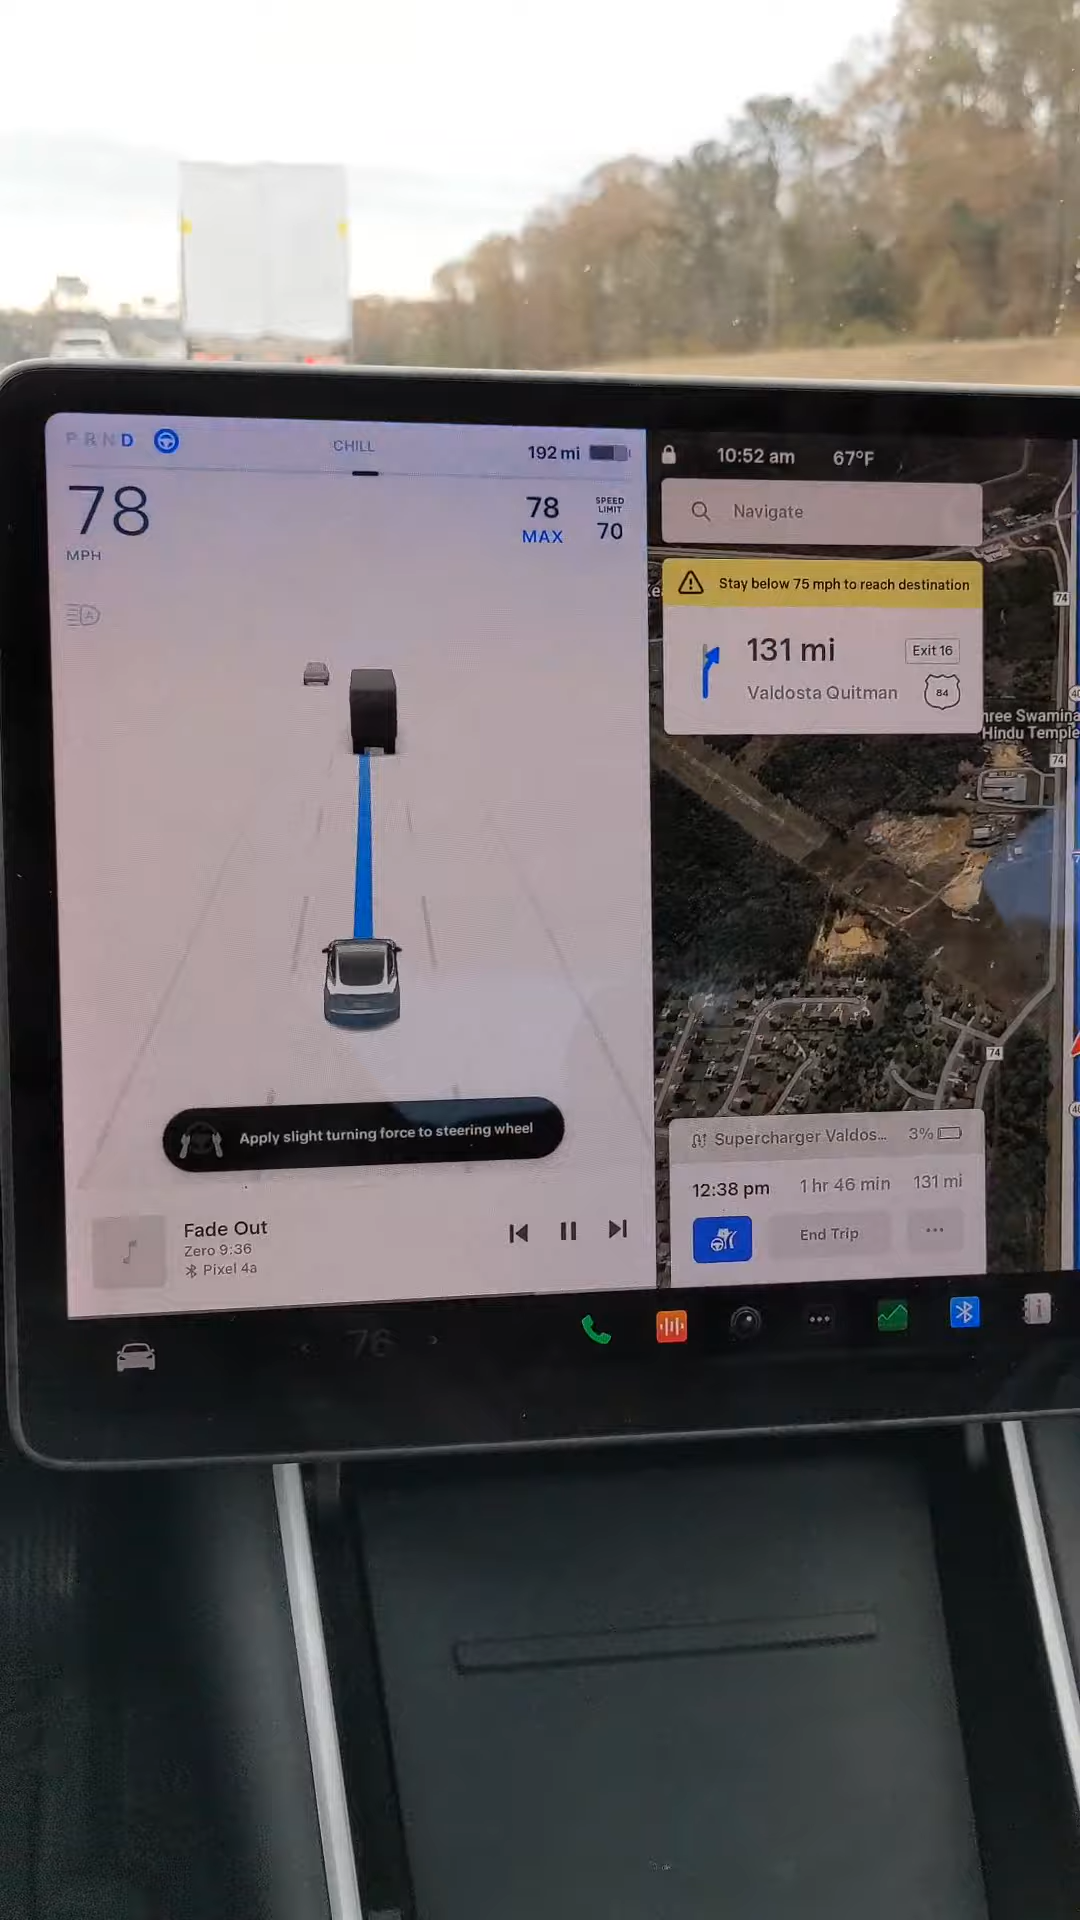 P R N D
CHILL
192 mi
78
MPH
78
MAX
SPEED
LIMIT
70
A
Apply slight turning force to steering wheel
Fade Out
Zero 9:36
Pixel 4a
10:52 am
67°F
Navigate
Stay below 75 mph to reach destination
131 mi
Exit 16
Valdosta Quitman
84
74
hree Swamina
Hindu Temple
74
74
Supercharger Valdos...
3%
12:38 pm
1 hr 46 min
131 mi
End Trip
76